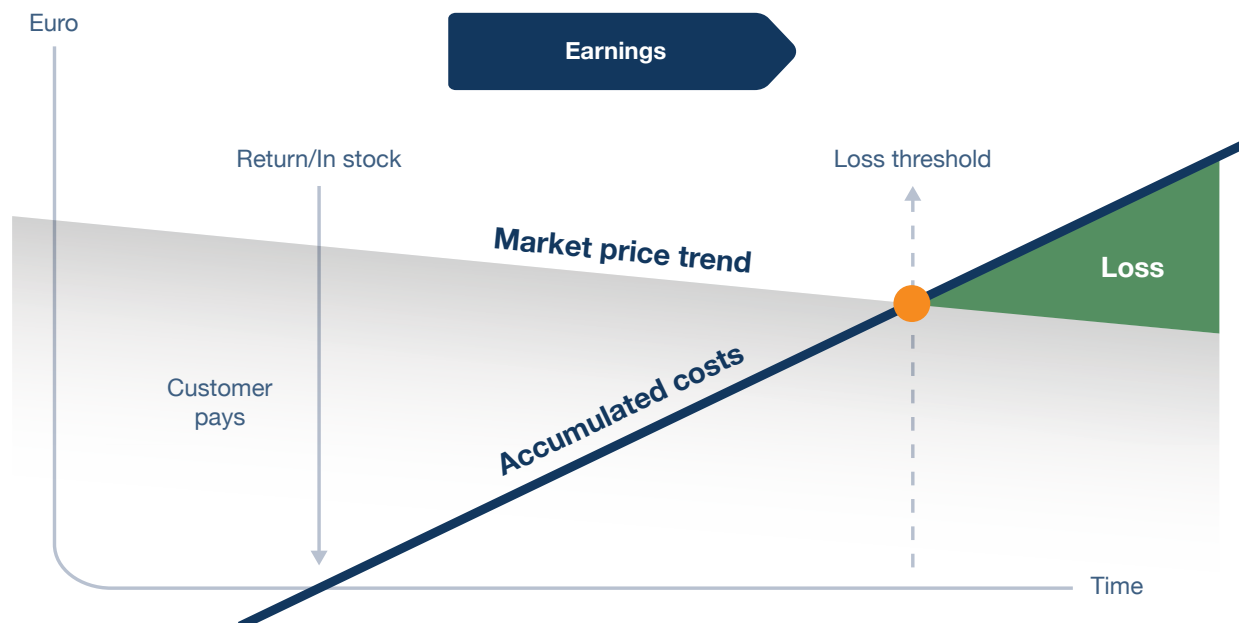 Euro
Earnings
Return/In stock
Loss threshold
Market price trend
Loss
Customer
pays
Accumulated costs
Time